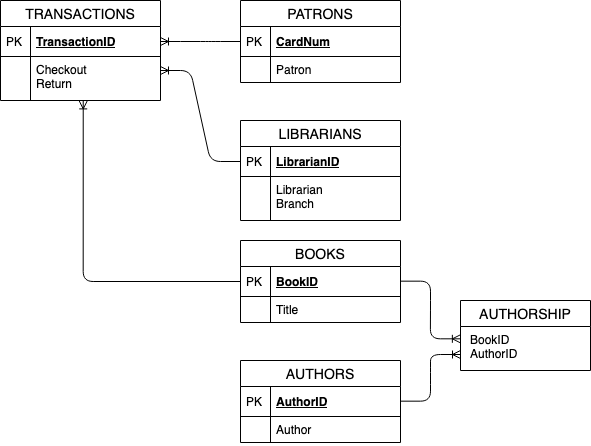 TRANSACTIONS
PK TransactionID
Checkout
Return
PATRONS
PK CardNum
Patron
LIBRARIANS
PK LibrarianID
Librarian
Branch
BOOKS
PK BookID
Title
AUTHORSHIP
BookID
AuthorID
AUTHORS
PK AuthorID
Author